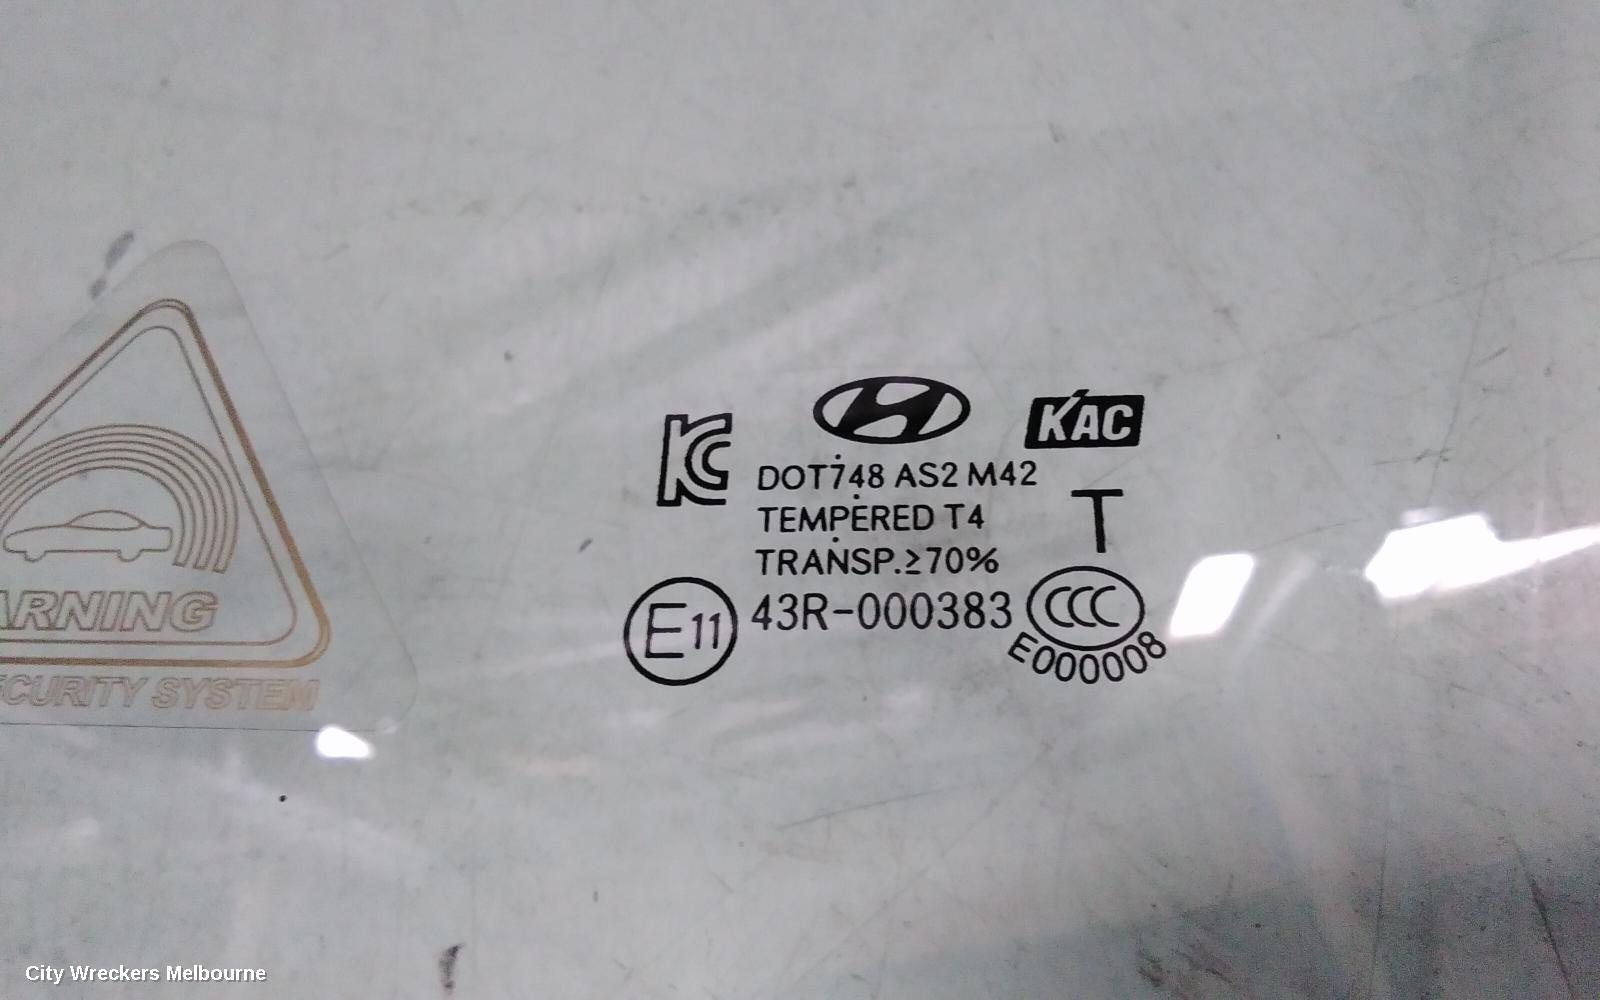 KC
KAC
DOT748 AS2 M42
TEMPERED T4
T
TRANSP.≥70%
E11 43R-000383
CCC
E000008
ARNING
CURITY SYSTEM
City Wreckers Melbourne